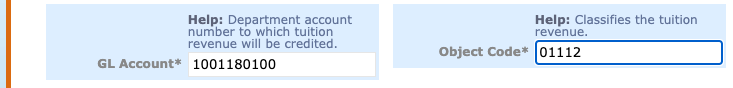 Help: Department account
number to which tuition
revenue will be credited.
GL Account* 1001180100
Help: Classifies the tuition
revenue.
Object Code* 01112